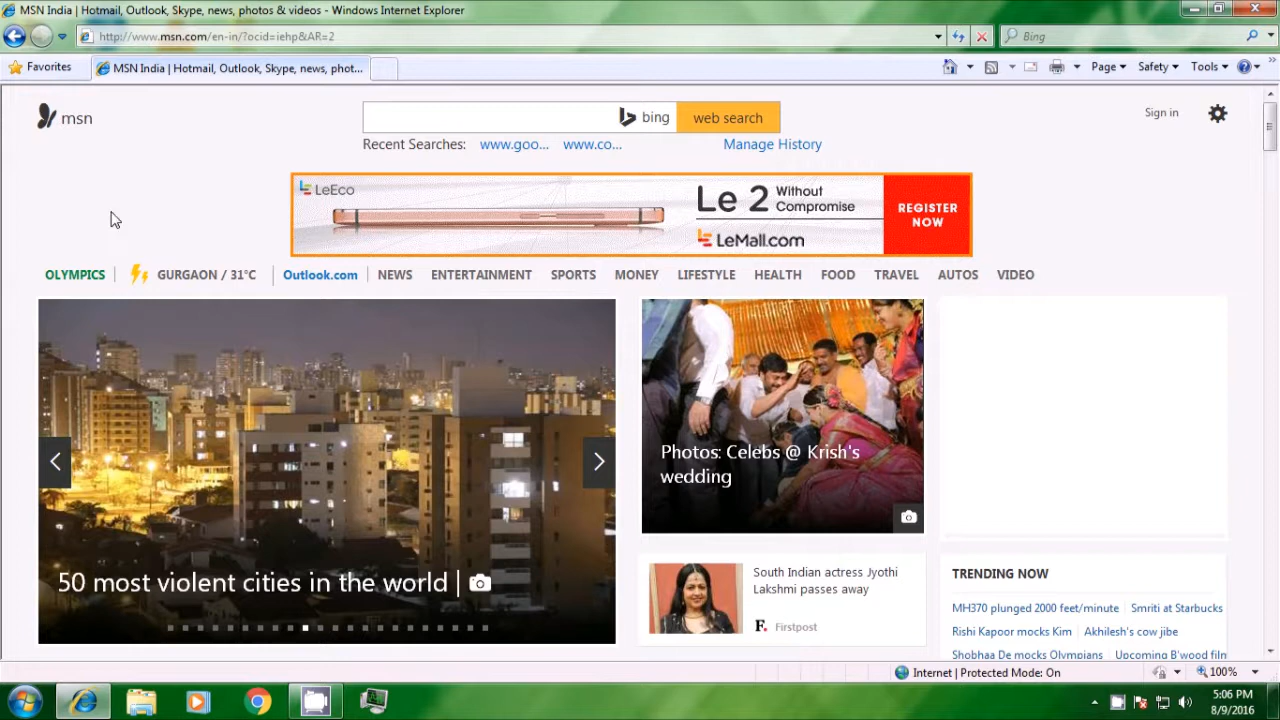 MSN India | Hotmail, Outlook, Skype, news, photos & videos - Windows Internet Explorer
http://www.msn.com/en-in/?ocid=iehp&AR=2
Bing
Favorites
MSN India | Hotmail, Outlook, Skype, news, phot...
Page
Safety
Tools
msn
bing
web search
Sign in
Recent Searches: www.goo... www.co... Manage History
LeEco
Le 2 Without Compromise
LeMall.com
REGISTER NOW
OLYMPICS GURGAON / 31°C Outlook.com NEWS ENTERTAINMENT SPORTS MONEY LIFESTYLE HEALTH FOOD TRAVEL AUTOS VIDEO
50 most violent cities in the world |
Photos: Celebs @ Krish's
wedding
South Indian actress Jyothi
Lakshmi passes away
F. Firstpost
TRENDING NOW
MH370 plunged 2000 feet/minute Smriti at Starbucks
Rishi Kapoor mocks Kim Akhilesh's cow jibe
Shobhaa De mocks Olympians Upcoming B'wood film
Internet | Protected Mode: On
100%
5:06 PM
8/9/2016